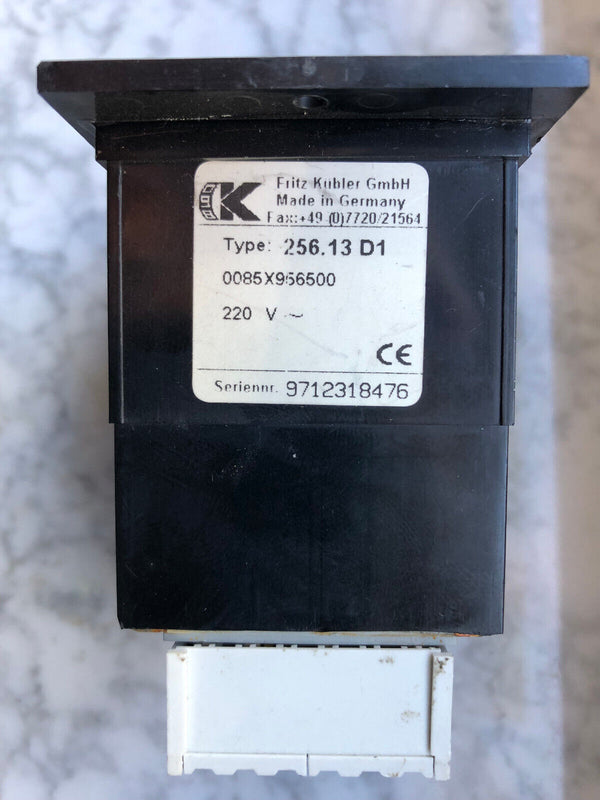 K
Fritz Kübler GmbH
Made in Germany
Fax:+49 (0)7720/21564
Type: 256.13 D1
0085X966500
220 V ~
CE
Seriennr. 9712318476